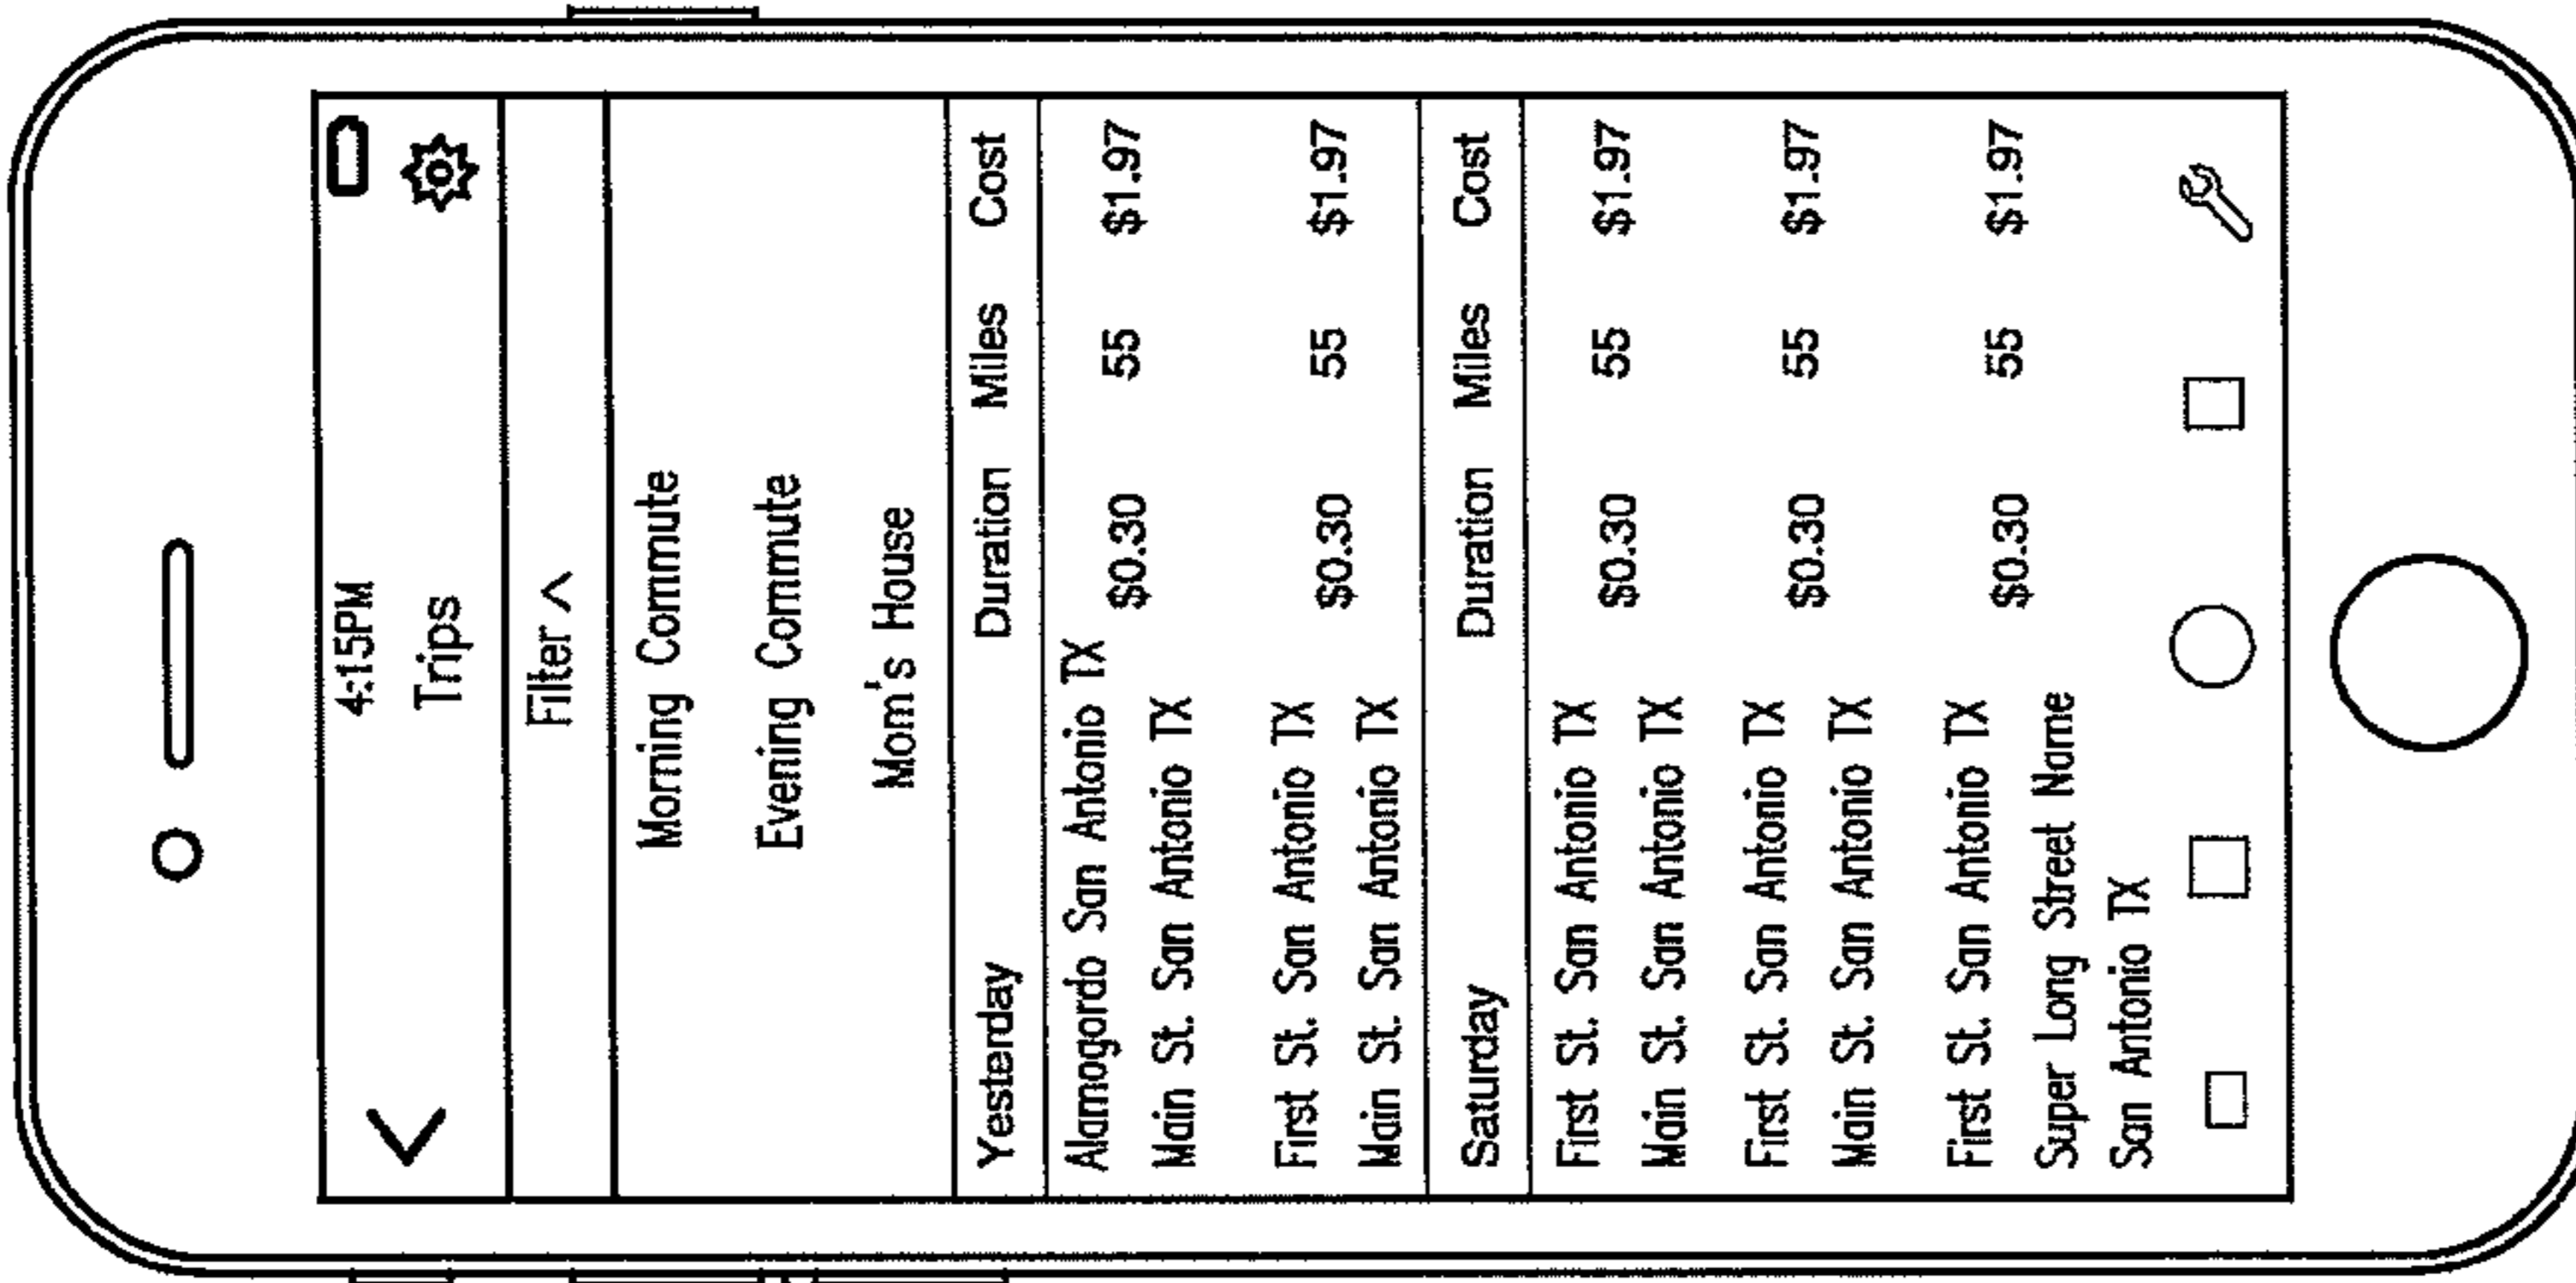 4:15PM
Trips
Filter ^
Morning Commute
Evening Commute
Mom's House
Yesterday Duration Miles Cost
Alamogordo San Antonio TX
$0.30 55 $1.97
Main St. San Antonio TX
First St. San Antonio TX
$0.30 55 $1.97
Main St. San Antonio TX
Saturday Duration Miles Cost
First St. San Antonio TX
$0.30 55 $1.97
Main St. San Antonio TX
First St. San Antonio TX
$0.30 55 $1.97
Main St. San Antonio TX
First St. San Antonio TX
$0.30 55 $1.97
Super Long Street Name
San Antonio TX